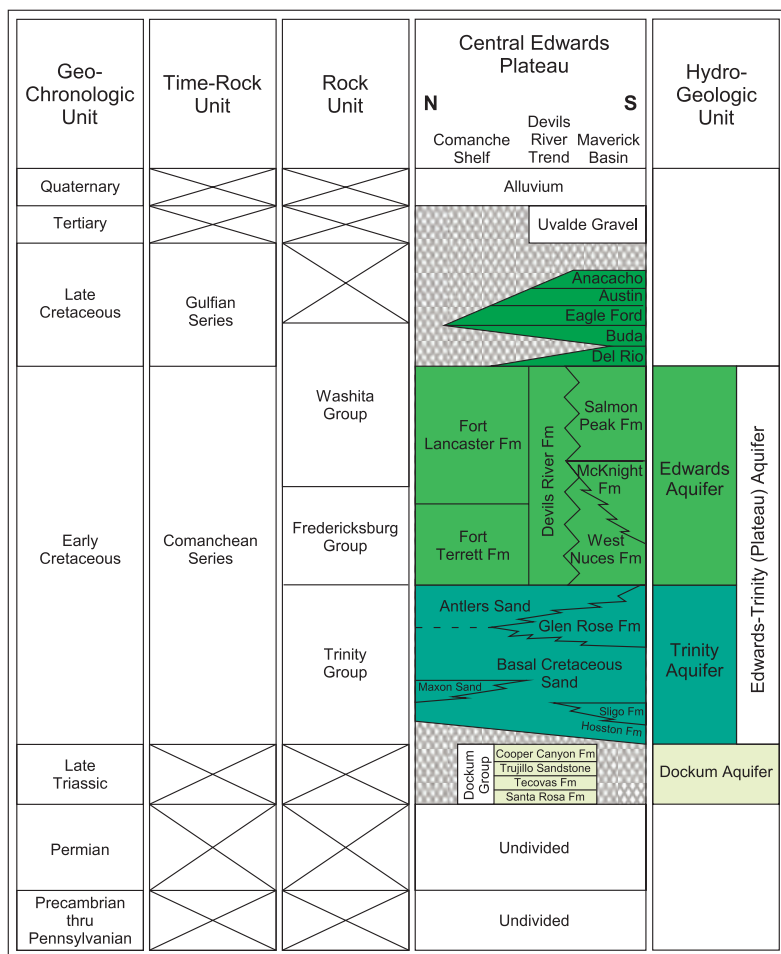 Geo-
Chronologic
Unit
Time-Rock
Unit
Rock
Unit
Central Edwards
Plateau
N
S
Comanche
Shelf
Devils
River
Trend
Maverick
Basin
Hydro-
Geologic
Unit
Quaternary
Alluvium
Tertiary
Uvalde Gravel
Late
Cretaceous
Gulfian
Series
Anacacho
Austin
Eagle Ford
Buda
Del Rio
Early
Cretaceous
Comanchean
Series
Washita
Group
Fredericksburg
Group
Trinity
Group
Fort
Lancaster Fm
Fort
Terrett Fm
Devils River Fm
Salmon
Peak Fm
McKnight
Fm
West
Nuces Fm
Antlers Sand
Glen Rose Fm
Basal Cretaceous
Sand
Maxon Sand
Sligo Fm
Hosston Fm
Edwards
Aquifer
Trinity
Aquifer
Edwards-Trinity (Plateau) Aquifer
Late
Triassic
Dockum
Group
Cooper Canyon Fm
Trujillo Sandstone
Tecovas Fm
Santa Rosa Fm
Dockum Aquifer
Permian
Undivided
Precambrian
thru
Pennsylvanian
Undivided